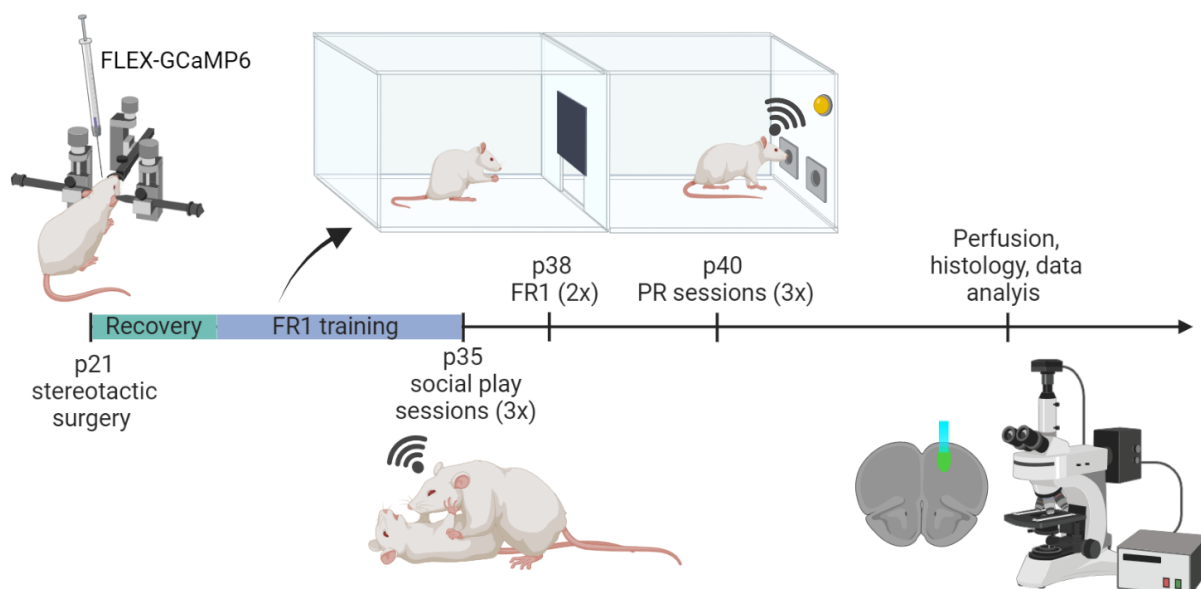 FLEX-GCaMP6
p38
FR1 (2x)
p40
PR sessions (3x)
Perfusion,
histology, data
analyis
Recovery
FR1 training
p21
stereotactic
surgery
p35
social play
sessions (3x)